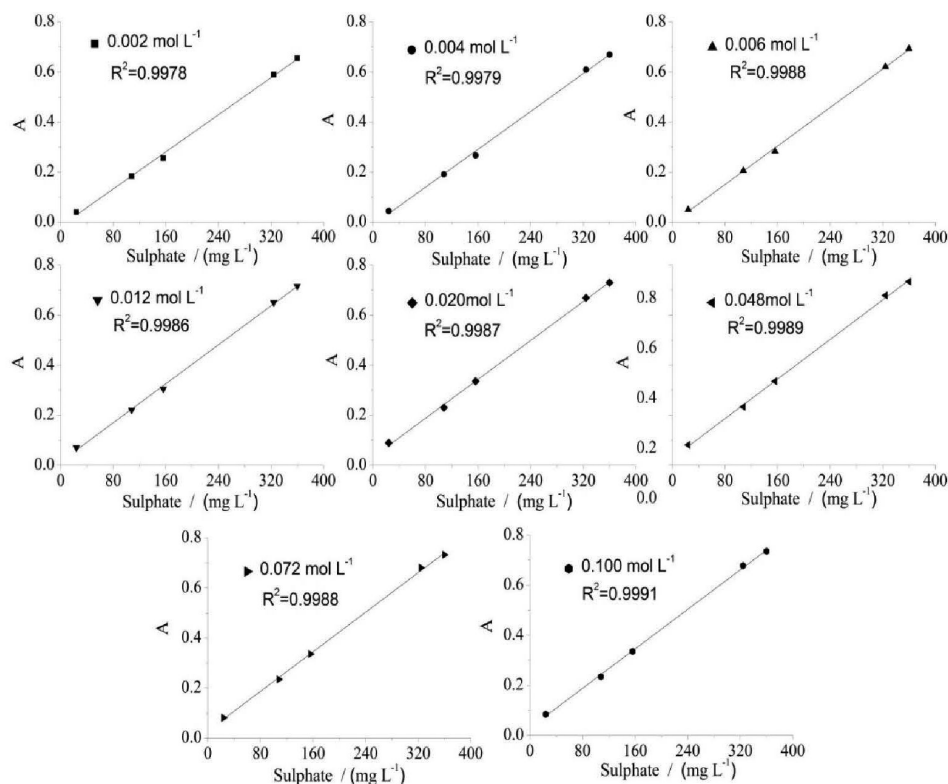 0.8
0.6
0.4
0.2
0.0
A
0.002 mol L⁻¹
R²=0.9978
0 80 160 240 320 400
Sulphate / (mg L⁻¹)
0.8
0.6
0.4
0.2
0.0
A
0.004 mol L⁻¹
R²=0.9979
0 80 160 240 320 400
Sulphate / (mg L⁻¹)
0.8
0.6
0.4
0.2
0.0
A
0.006 mol L⁻¹
R²=0.9988
0 80 160 240 320 400
Sulphate / (mg L⁻¹)
0.8
0.6
0.4
0.2
0.0
A
0.012 mol L⁻¹
R²=0.9986
0 80 160 240 320 400
Sulphate / (mg L⁻¹)
0.8
0.6
0.4
0.2
0.0
A
0.020mol L⁻¹
R²=0.9987
0 80 160 240 320 400
Sulphate / (mg L⁻¹)
0.8
0.6
0.4
0.2
0.0
A
0.048mol L⁻¹
R²=0.9989
0 80 160 240 320 400
Sulphate / (mg L⁻¹)
0.8
0.6
0.4
0.2
0.0
A
0.072 mol L⁻¹
R²=0.9988
0 80 160 240 320 400
Sulphate / (mg L⁻¹)
0.8
0.6
0.4
0.2
0.0
A
0.100 mol L⁻¹
R²=0.9991
0 80 160 240 320 400
Sulphate / (mg L⁻¹)